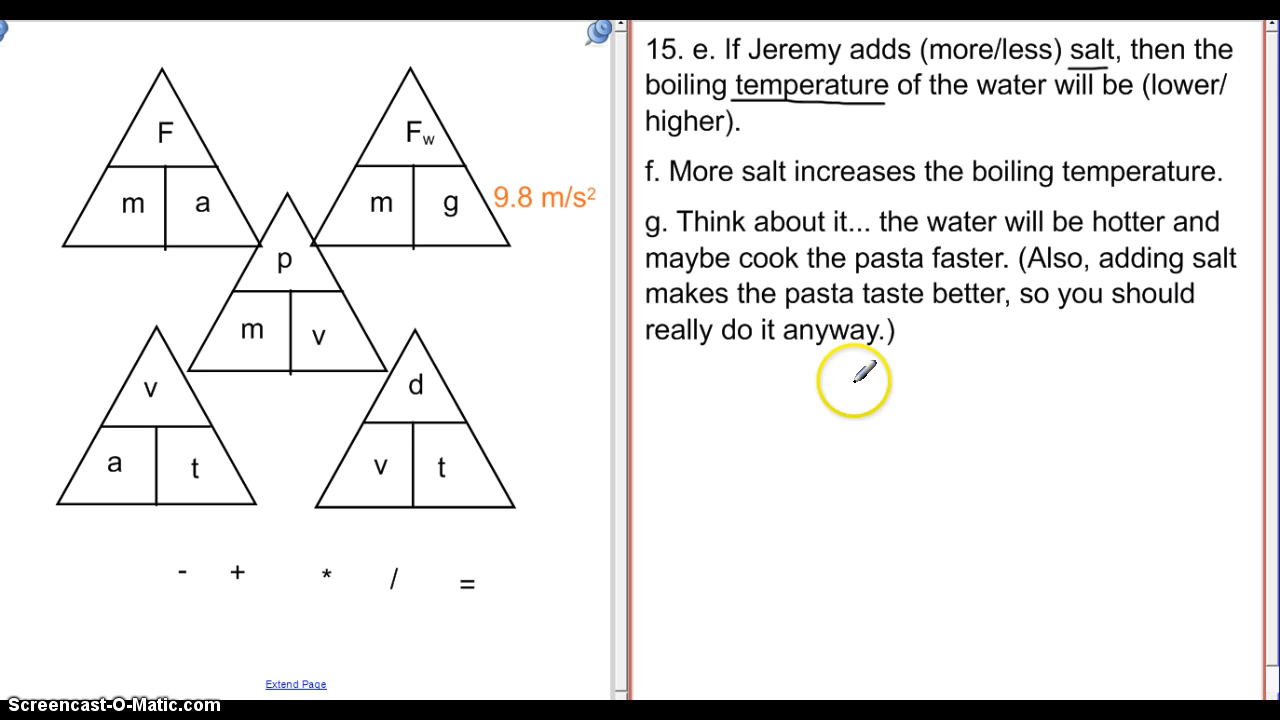 F
m a
Fw
m g 9.8 m/s²
p
m v
v
a t
d
v t
- + * / =
Extend Page
15. e. If Jeremy adds (more/less) salt, then the
boiling temperature of the water will be (lower/
higher).
f. More salt increases the boiling temperature.
g. Think about it... the water will be hotter and
maybe cook the pasta faster. (Also, adding salt
makes the pasta taste better, so you should
really do it anyway.)
Screencast-O-Matic.com